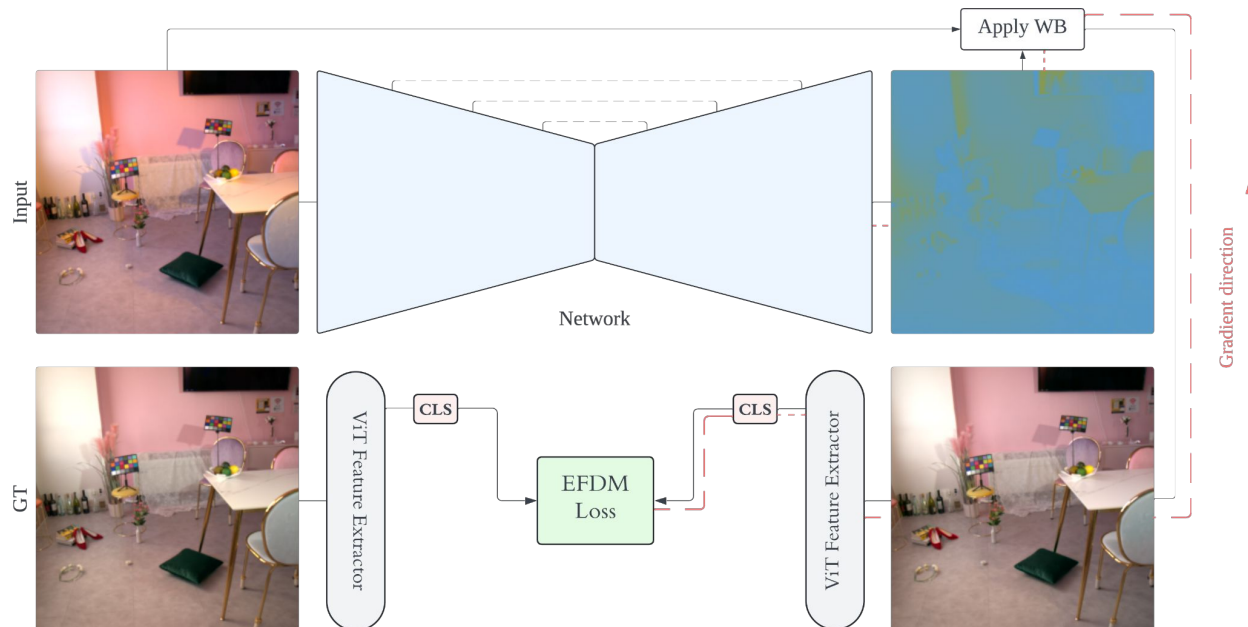 Apply WB
Input
Network
Gradient direction
GT
ViT Feature Extractor
CLS
EFDM
Loss
CLS
ViT Feature Extractor